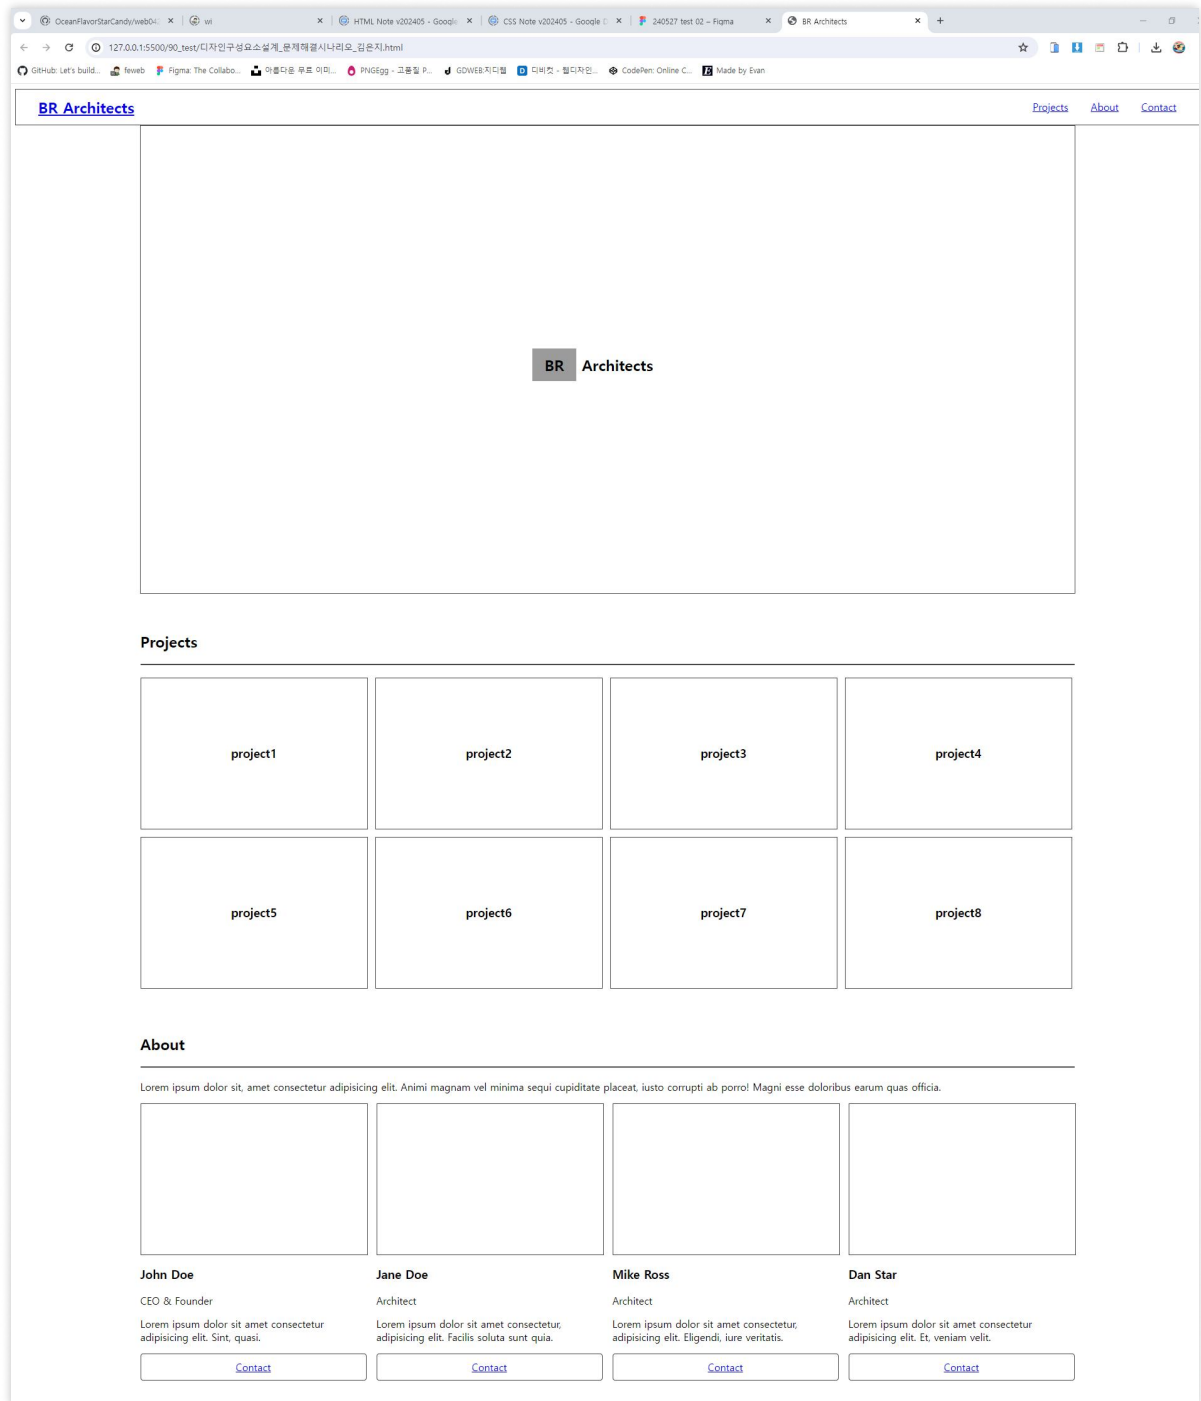 OceanFlavorStarCandy/web04
wi
HTML Note v202405 - Google
CSS Note v202405 - Google D
240527 test 02 – Figma
BR Architects
127.0.0.1:5500/90_test/디자인구성요소설계_문제해결시나리오_김은지.html
GitHub: Let's build...
feweb
Figma: The Collabo...
아름다운 무료 이미...
PNGEgg - 고품질 P...
GDWEB:지디웹
디비컷 - 웹디자인...
CodePen: Online C...
Made by Evan
BR Architects
Projects About Contact
BR Architects
Projects
project1 project2 project3 project4
project5 project6 project7 project8
About
Lorem ipsum dolor sit, amet consectetur adipisicing elit. Animi magnam vel minima sequi cupiditate placeat, iusto corrupti ab porro! Magni esse doloribus earum quas officia.
John Doe
CEO & Founder
Lorem ipsum dolor sit amet consectetur
adipisicing elit. Sint, quasi.
Contact
Jane Doe
Architect
Lorem ipsum dolor sit amet consectetur,
adipisicing elit. Facilis soluta sunt quia.
Contact
Mike Ross
Architect
Lorem ipsum dolor sit amet consectetur,
adipisicing elit. Eligendi, iure veritatis.
Contact
Dan Star
Architect
Lorem ipsum dolor sit amet consectetur
adipisicing elit. Et, veniam velit.
Contact